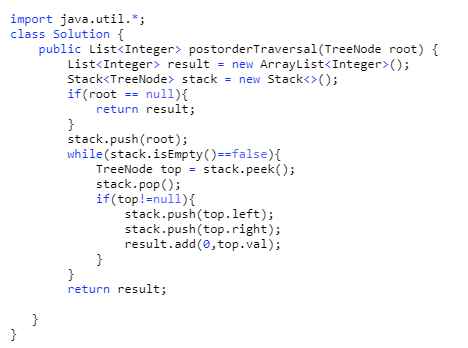 import java.util.*;
class Solution {
    public List<Integer> postorderTraversal(TreeNode root) {
        List<Integer> result = new ArrayList<Integer>();
        Stack<TreeNode> stack = new Stack<>();
        if(root == null){
            return result;
        }
        stack.push(root);
        while(stack.isEmpty()==false){
            TreeNode top = stack.peek();
            stack.pop();
            if(top!=null){
                stack.push(top.left);
                stack.push(top.right);
                result.add(0,top.val);
            }
        }
        return result;
   }
}